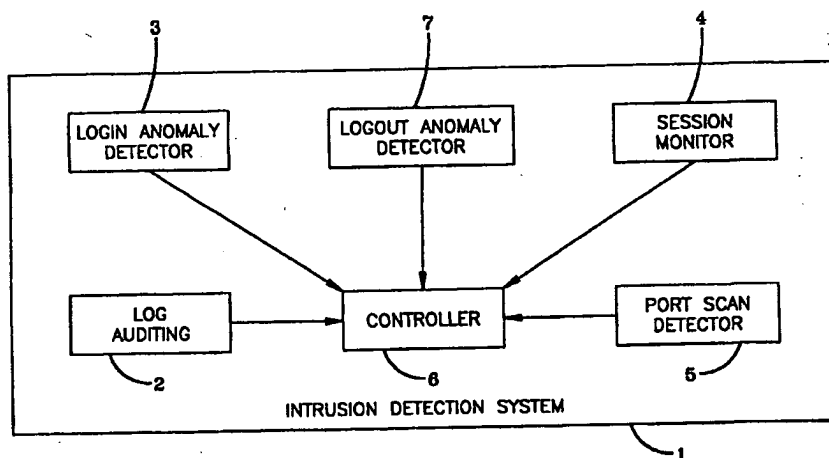 3
7
4
LOGIN ANOMALY
DETECTOR
LOGOUT ANOMALY
DETECTOR
SESSION
MONITOR
LOG
AUDITING
CONTROLLER
PORT SCAN
DETECTOR
2
6
5
INTRUSION DETECTION SYSTEM
1